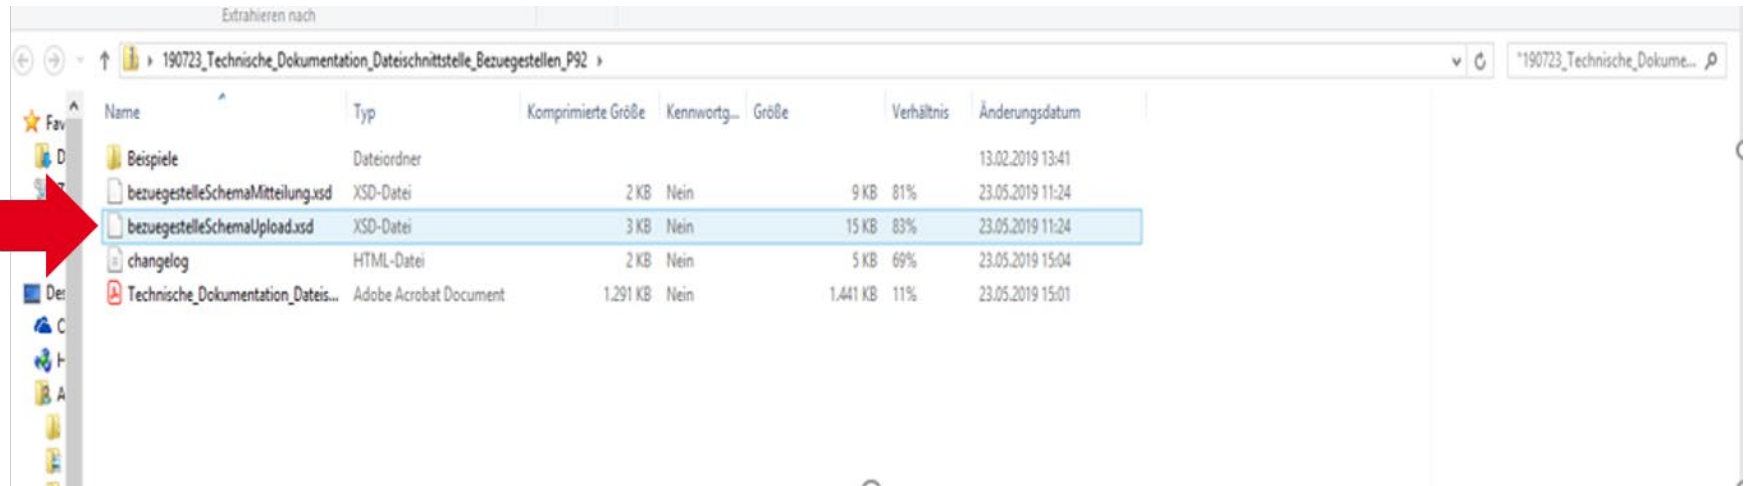 Extrahieren nach
190723_Technische_Dokumentation_Dateischnittstelle_Bezuegestellen_P92
"190723_Technische_Dokume...
Name Typ Komprimierte Größe Kennwortg... Größe Verhältnis Änderungsdatum
Fav
D
Beispiele Dateiordner 13.02.2019 13:41
bezuegestelleSchemaMitteilung.xsd XSD-Datei 2 KB Nein 9 KB 81% 23.05.2019 11:24
bezuegestelleSchemaUpload.xsd XSD-Datei 3 KB Nein 15 KB 83% 23.05.2019 11:24
changelog HTML-Datei 2 KB Nein 5 KB 69% 23.05.2019 15:04
Des
Technische_Dokumentation_Dateis... Adobe Acrobat Document 1.291 KB Nein 1.441 KB 11% 23.05.2019 15:01
A